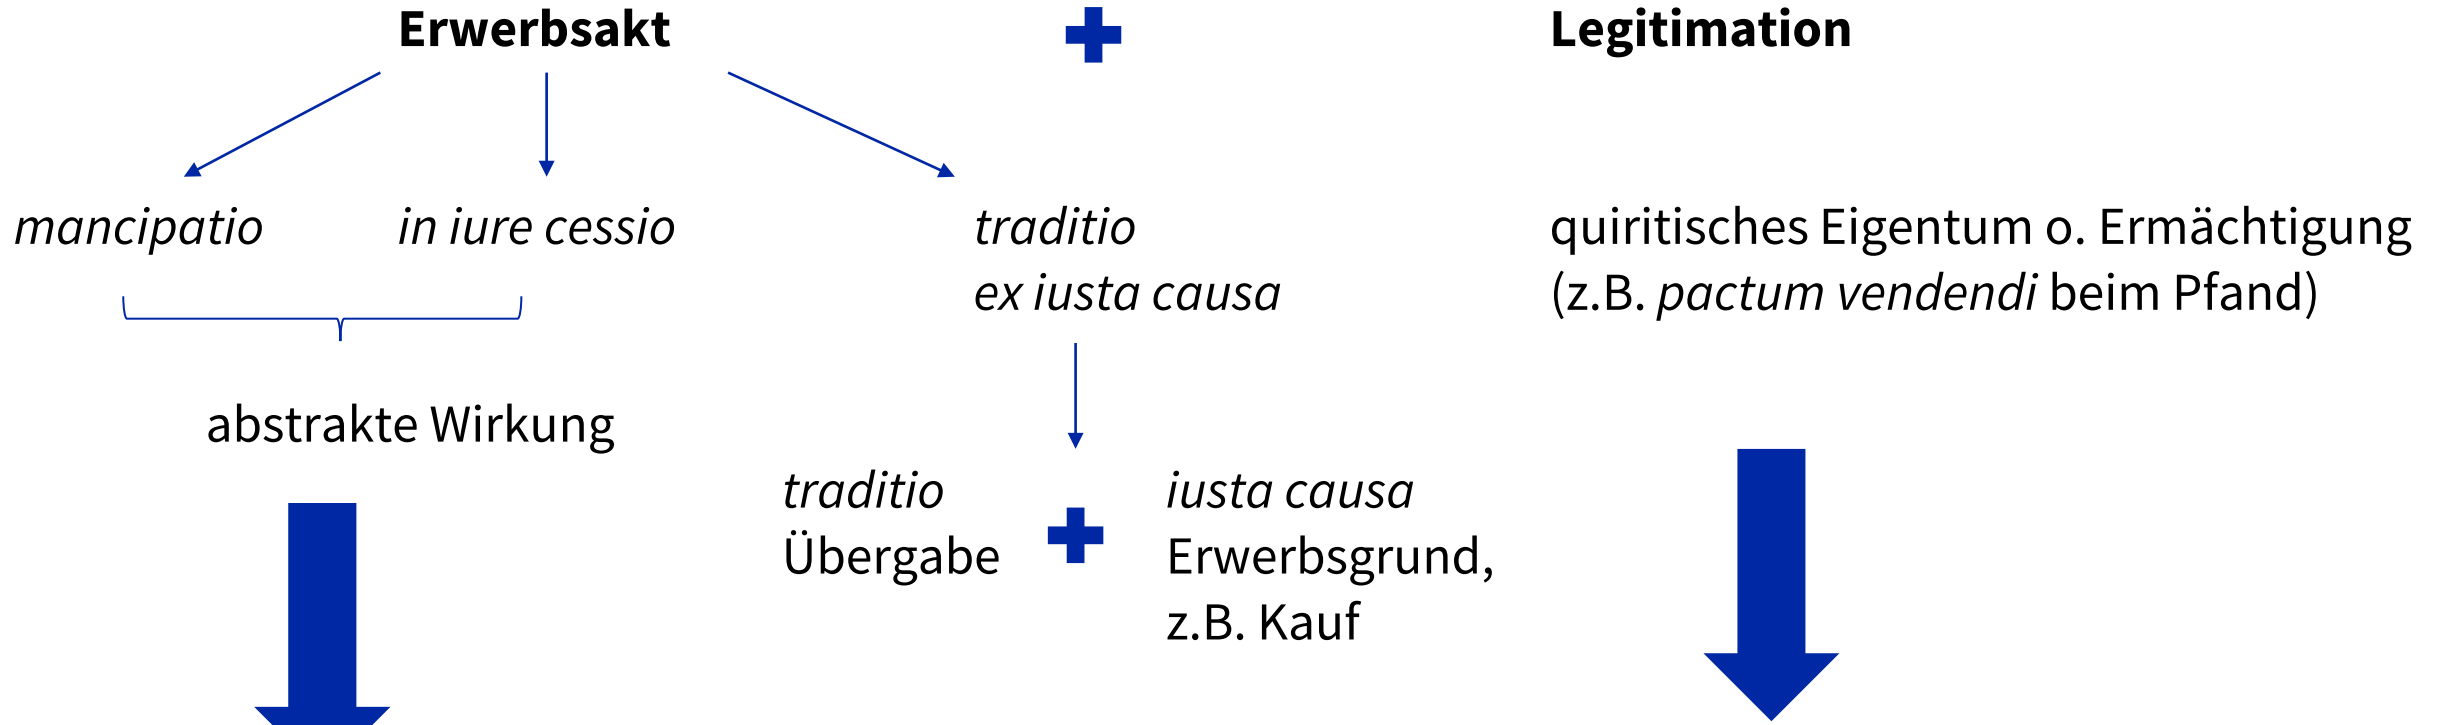 Erwerbsakt
Legitimation
mancipatio
in iure cessio
traditio
ex iusta causa
quiritisches Eigentum o. Ermächtigung
(z.B. pactum vendendi beim Pfand)
abstrakte Wirkung
traditio
Übergabe
iusta causa
Erwerbsgrund,
z.B. Kauf